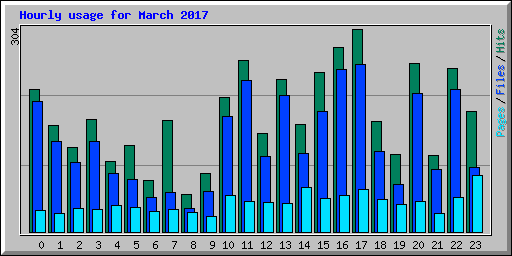 Hourly usage for March 2017
304
Pages/Files/Hits
0 1 2 3 4 5 6 7 8 9 10 11 12 13 14 15 16 17 18 19 20 21 22 23